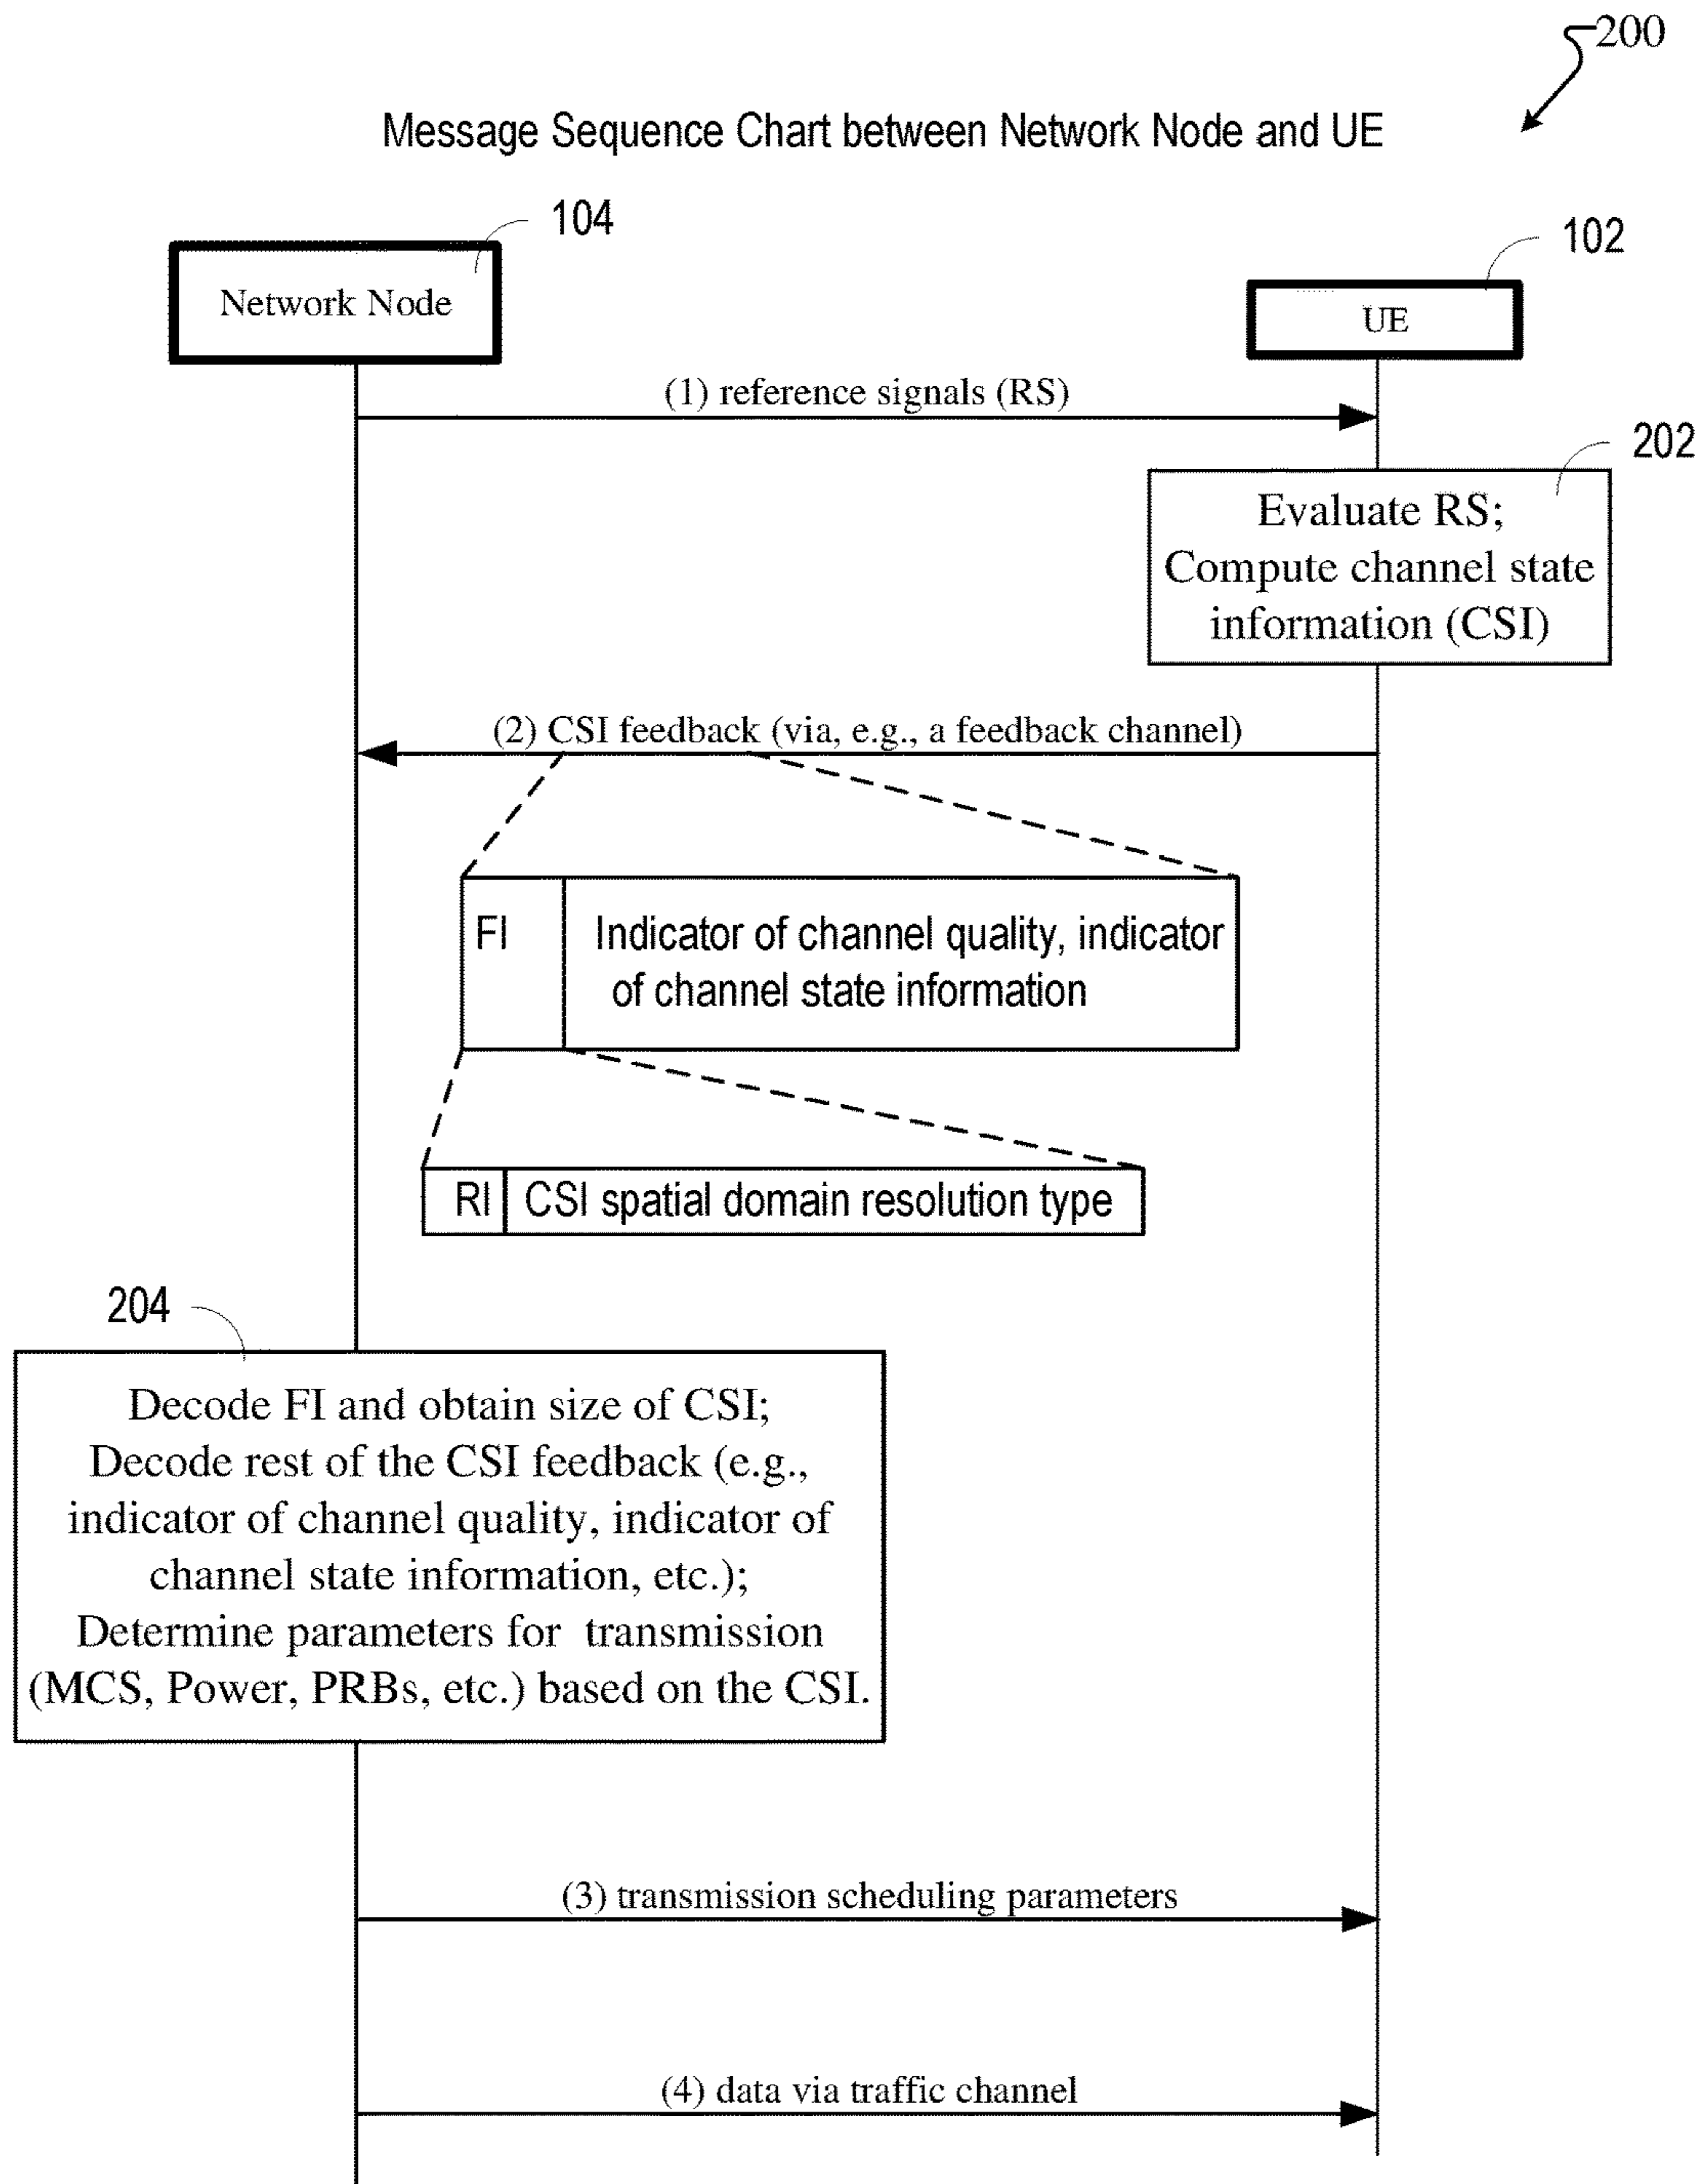 200
Message Sequence Chart between Network Node and UE
104
102
Network Node
UE
(1) reference signals (RS)
202
Evaluate RS;
Compute channel state
information (CSI)
(2) CSI feedback (via, e.g., a feedback channel)
FI
Indicator of channel quality, indicator
of channel state information
RI
CSI spatial domain resolution type
204
Decode FI and obtain size of CSI;
Decode rest of the CSI feedback (e.g.,
indicator of channel quality, indicator of
channel state information, etc.);
Determine parameters for transmission
(MCS, Power, PRBs, etc.) based on the CSI.
(3) transmission scheduling parameters
(4) data via traffic channel